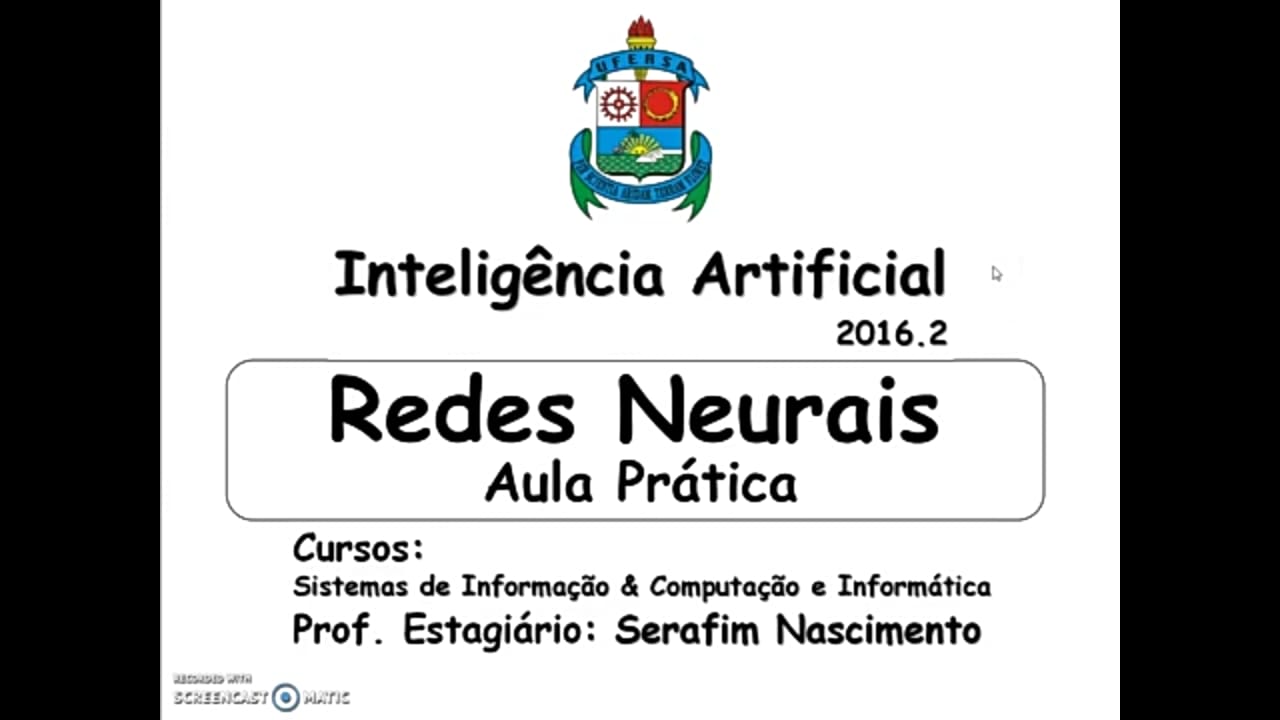 UFERSA
Inteligência Artificial
2016.2
Redes Neurais
Aula Prática
Cursos:
Sistemas de Informação & Computação e Informática
Prof. Estagiário: Serafim Nascimento
RECORDED WITH
SCREENCAST MATIC